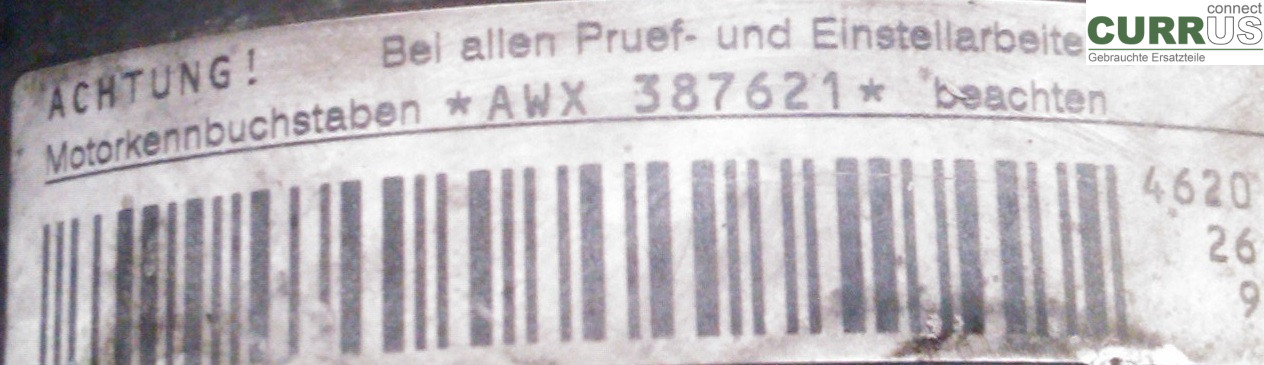 connect
CURRUS
Gebrauchte Ersatzteile
ACHTUNG! Bei allen Pruef- und Einstellarbeite
Motorkennbuchstaben *AWX 387621* beachten
4620
26
9